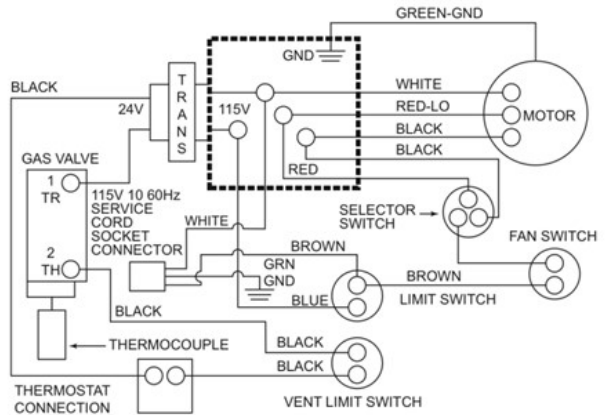 GREEN-GND
GND
BLACK
TRANS
24V
115V
WHITE
RED-LO
MOTOR
BLACK
BLACK
RED
GAS VALVE
1
TR
2
TH
115V 10 60Hz
SERVICE
CORD
SOCKET
CONNECTOR
WHITE
SELECTOR
SWITCH
FAN SWITCH
BROWN
GRN
GND
BROWN
BLUE
LIMIT SWITCH
BLACK
THERMOCOUPLE
BLACK
BLACK
THERMOSTAT
CONNECTION
VENT LIMIT SWITCH